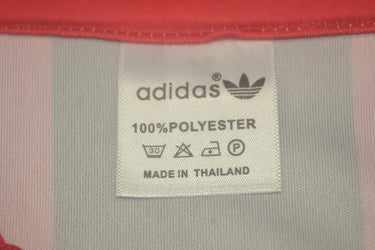 adidas®
100%POLYESTER
30 P
MADE IN THAILAND